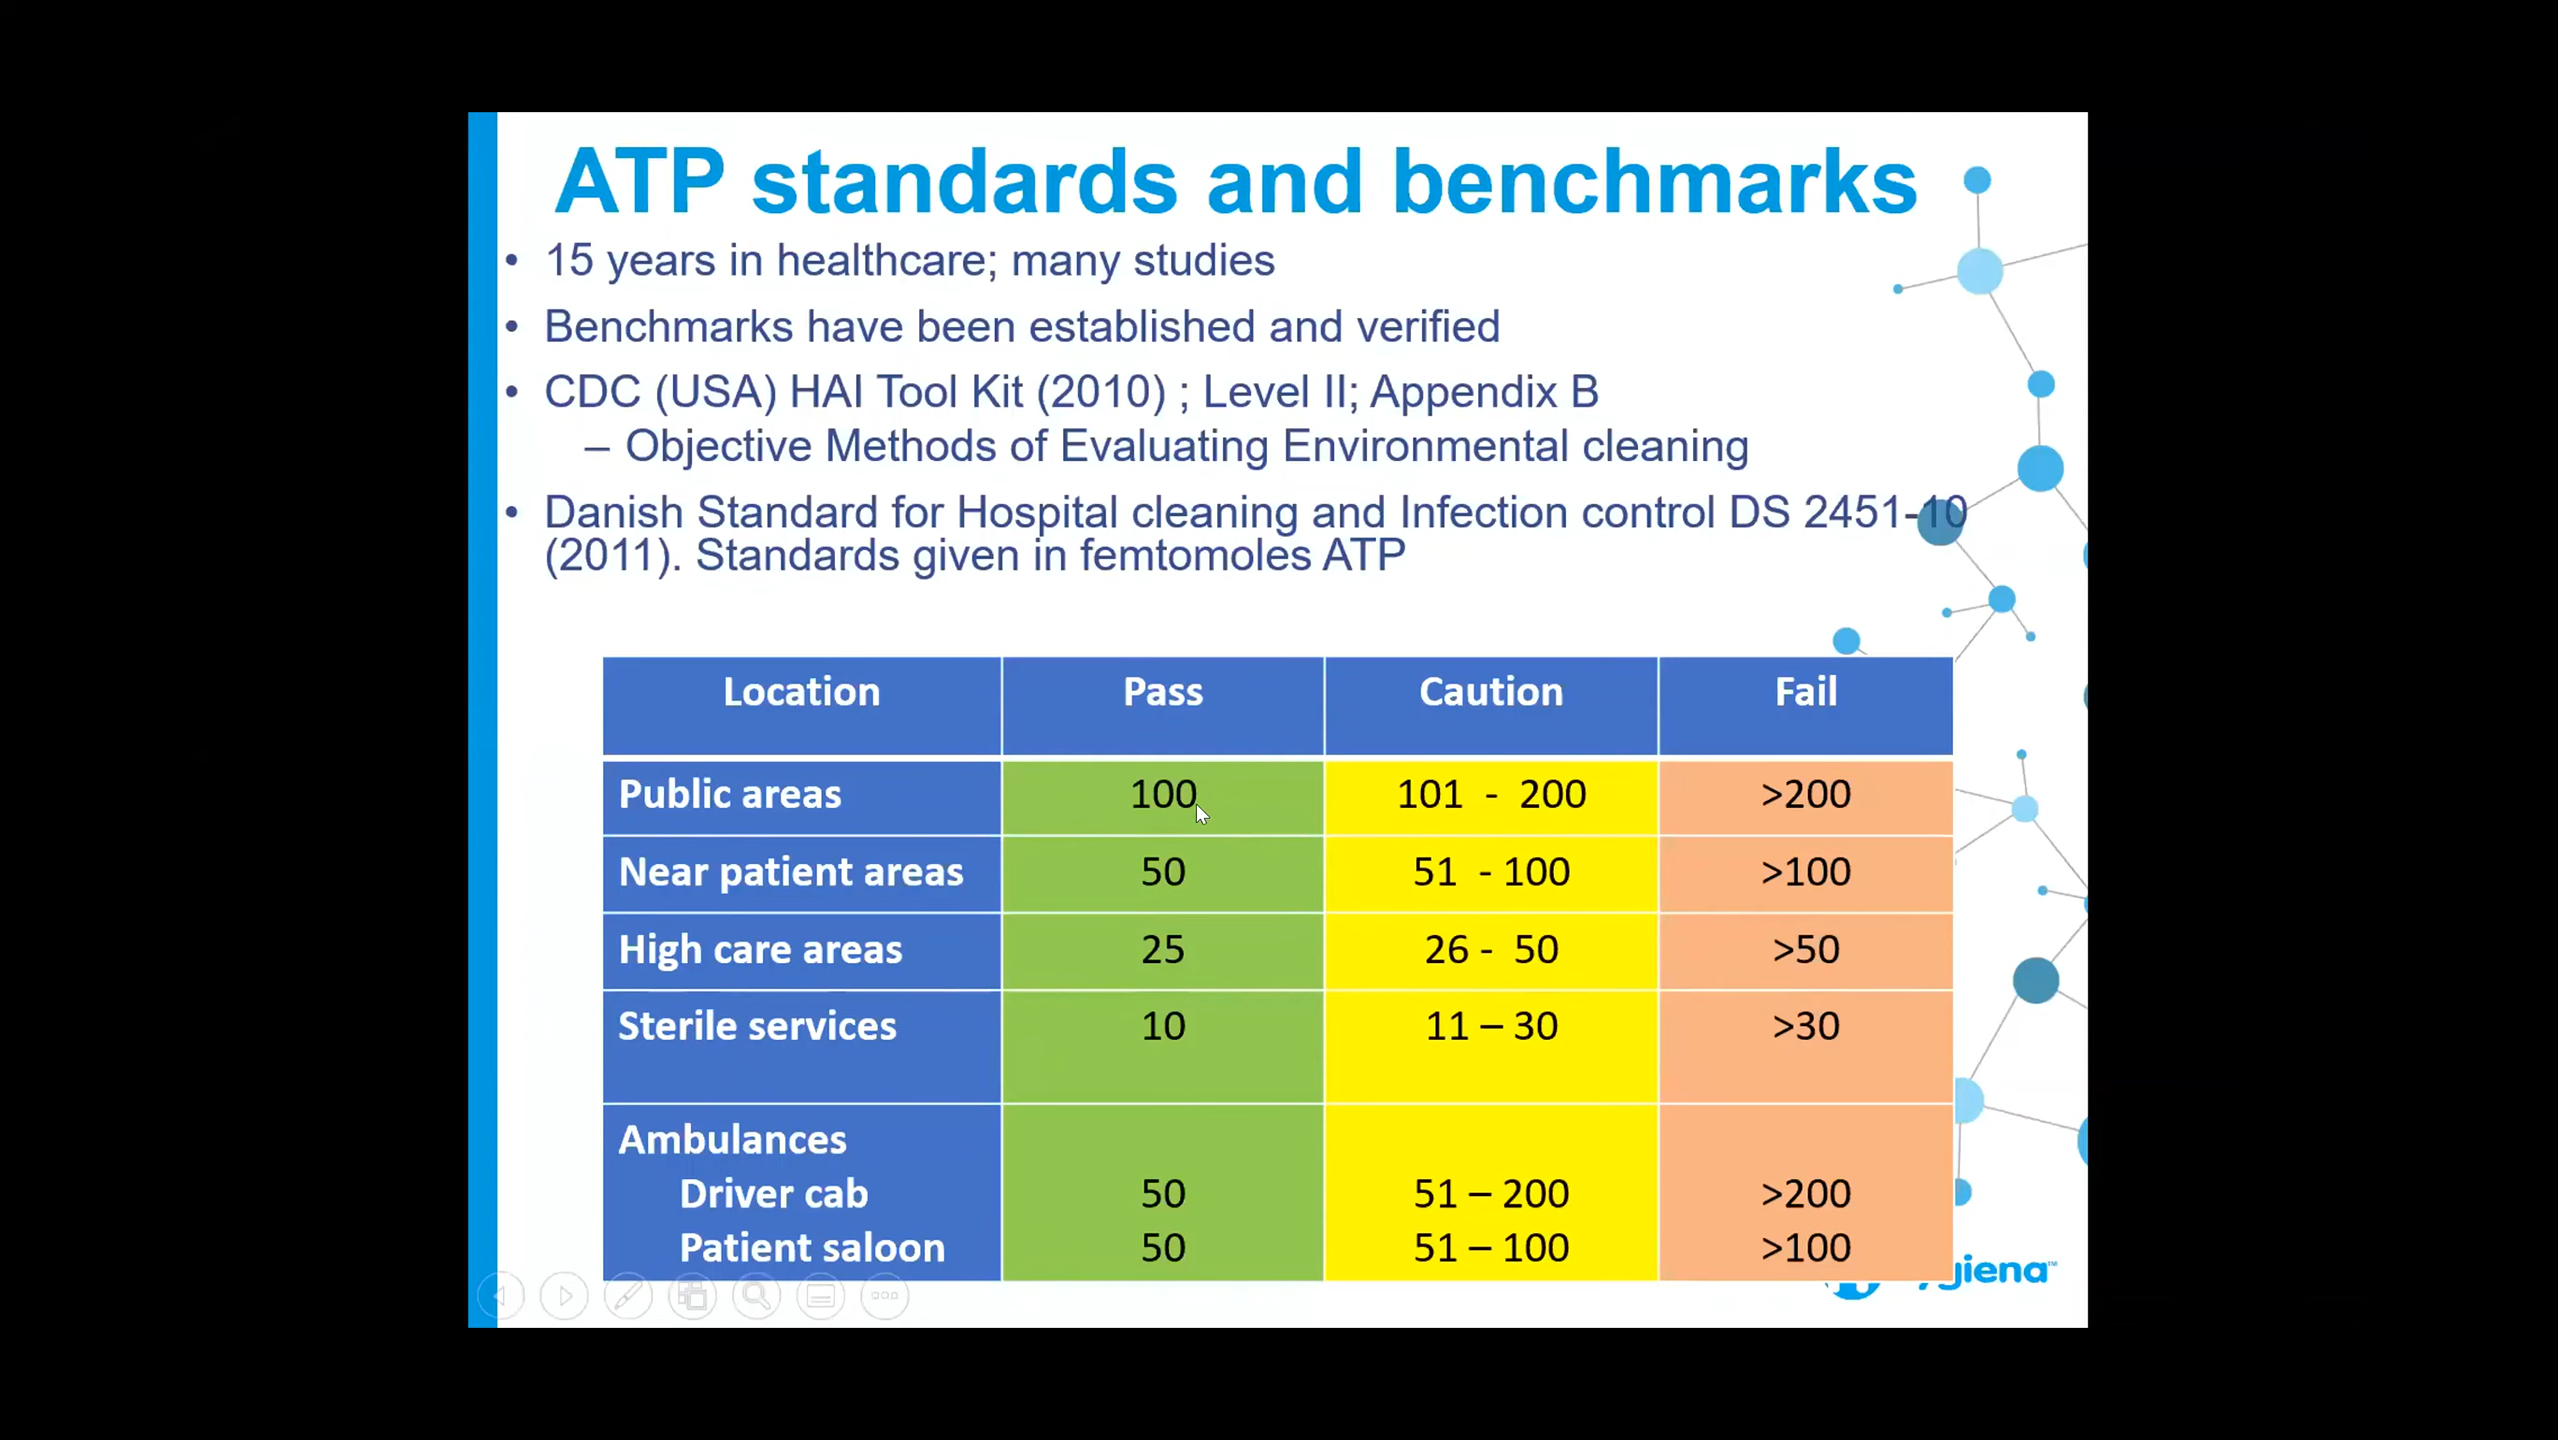 ATP standards and benchmarks
• 15 years in healthcare; many studies
• Benchmarks have been established and verified
• CDC (USA) HAI Tool Kit (2010) ; Level II; Appendix B
– Objective Methods of Evaluating Environmental cleaning
• Danish Standard for Hospital cleaning and Infection control DS 2451-10
(2011). Standards given in femtomoles ATP
Location Pass Caution Fail
Public areas 100 101 - 200 >200
Near patient areas 50 51 - 100 >100
High care areas 25 26 - 50 >50
Sterile services 10 11 – 30 >30
Ambulances
Driver cab 50 51 – 200 >200
Patient saloon 50 51 – 100 >100